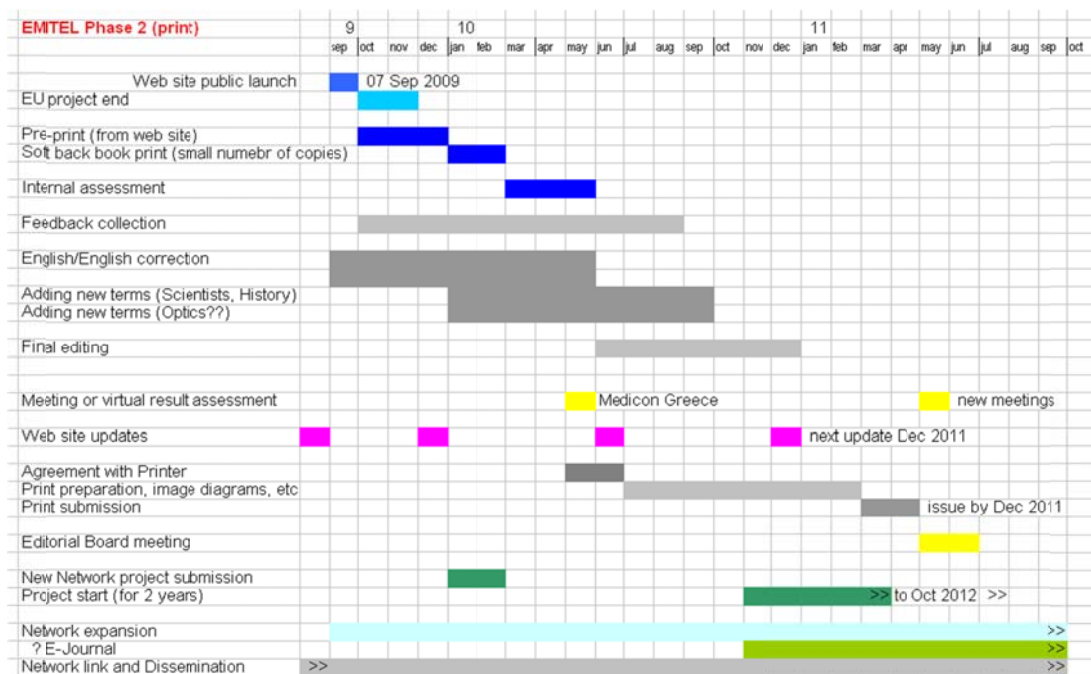 EMITEL Phase 2 (print) 9 10 11
sep oct nov dec jan feb mar apr may jun jul aug sep oct nov dec jan feb mar apr may jun jul aug sep oct
Web site public launch 07 Sep 2009
EU project end
Pre-print (from web site)
Soft back book print (small numebr of copies)
Internal assessment
Feedback collection
English/English correction
Adding new terms (Scientists, History)
Adding new terms (Optics??)
Final editing
Meeting or virtual result assessment Medicon Greece new meetings
Web site updates next update Dec 2011
Agreement with Printer
Print preparation, image diagrams, etc
Print submission issue by Dec 2011
Editorial Board meeting
New Network project submission
Project start (for 2 years) >> to Oct 2012 >>
Network expansion >>
? E-Journal >>
Network link and Dissemination >> >>